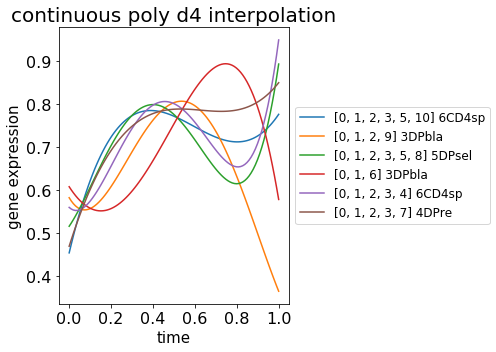 continuous poly d4 interpolation
gene expression
0.9
0.8
0.7
0.6
0.5
0.4
0.0 0.2 0.4 0.6 0.8 1.0
time
[0, 1, 2, 3, 5, 10] 6CD4sp
[0, 1, 2, 9] 3DPbla
[0, 1, 2, 3, 5, 8] 5DPsel
[0, 1, 6] 3DPbla
[0, 1, 2, 3, 4] 6CD4sp
[0, 1, 2, 3, 7] 4DPre